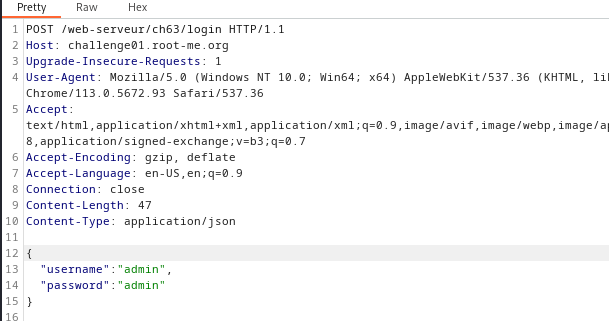 Pretty Raw Hex
1 POST /web-serveur/ch63/login HTTP/1.1
2 Host: challenge01.root-me.org
3 Upgrade-Insecure-Requests: 1
4 User-Agent: Mozilla/5.0 (Windows NT 10.0; Win64; x64) AppleWebKit/537.36 (KHTML,
Chrome/113.0.5672.93 Safari/537.36
5 Accept:
text/html,application/xhtml+xml,application/xml;q=0.9,image/avif,image/webp,
8,application/signed-exchange;v=b3;q=0.7
6 Accept-Encoding: gzip, deflate
7 Accept-Language: en-US,en;q=0.9
8 Connection: close
9 Content-Length: 47
10 Content-Type: application/json
11
12 {
13 "username":"admin",
14 "password":"admin"
15 }
16